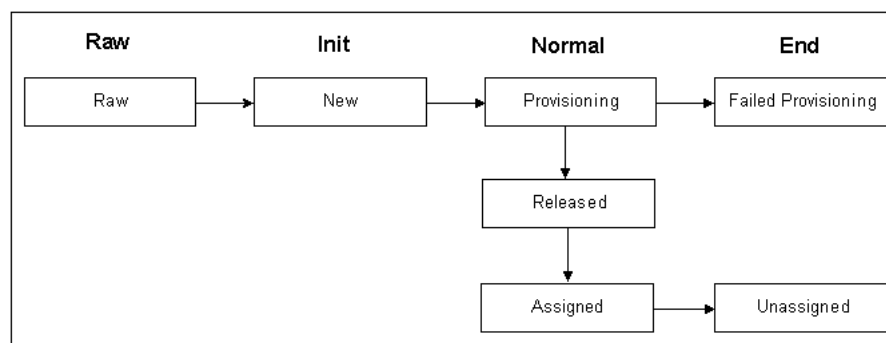 Raw Init Normal End
Raw New Provisioning Failed Provisioning
Released
Assigned Unassigned